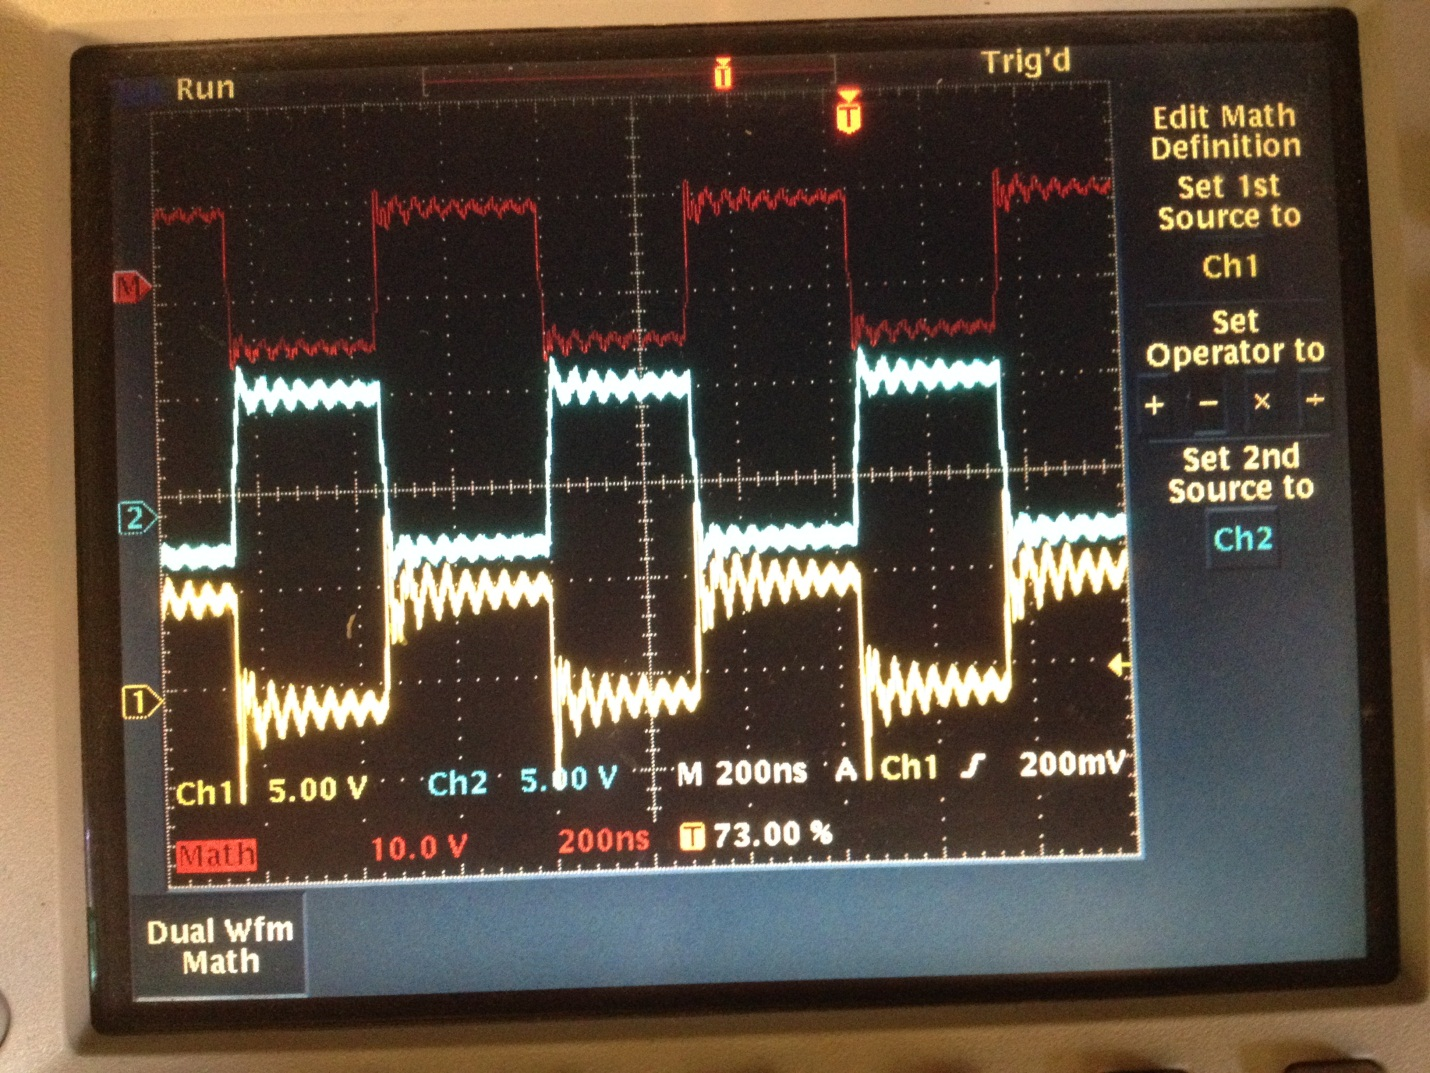 Run
T
Trig'd
T
Edit Math
Definition
Set 1st
Source to
Ch1
Set
Operator to
+ − × ÷
Set 2nd
Source to
Ch2
M
2
1
Ch1 5.00 V Ch2 5.00 V M 200ns A Ch1 200mV
Math 10.0 V 200ns T 73.00 %
Dual Wfm
Math